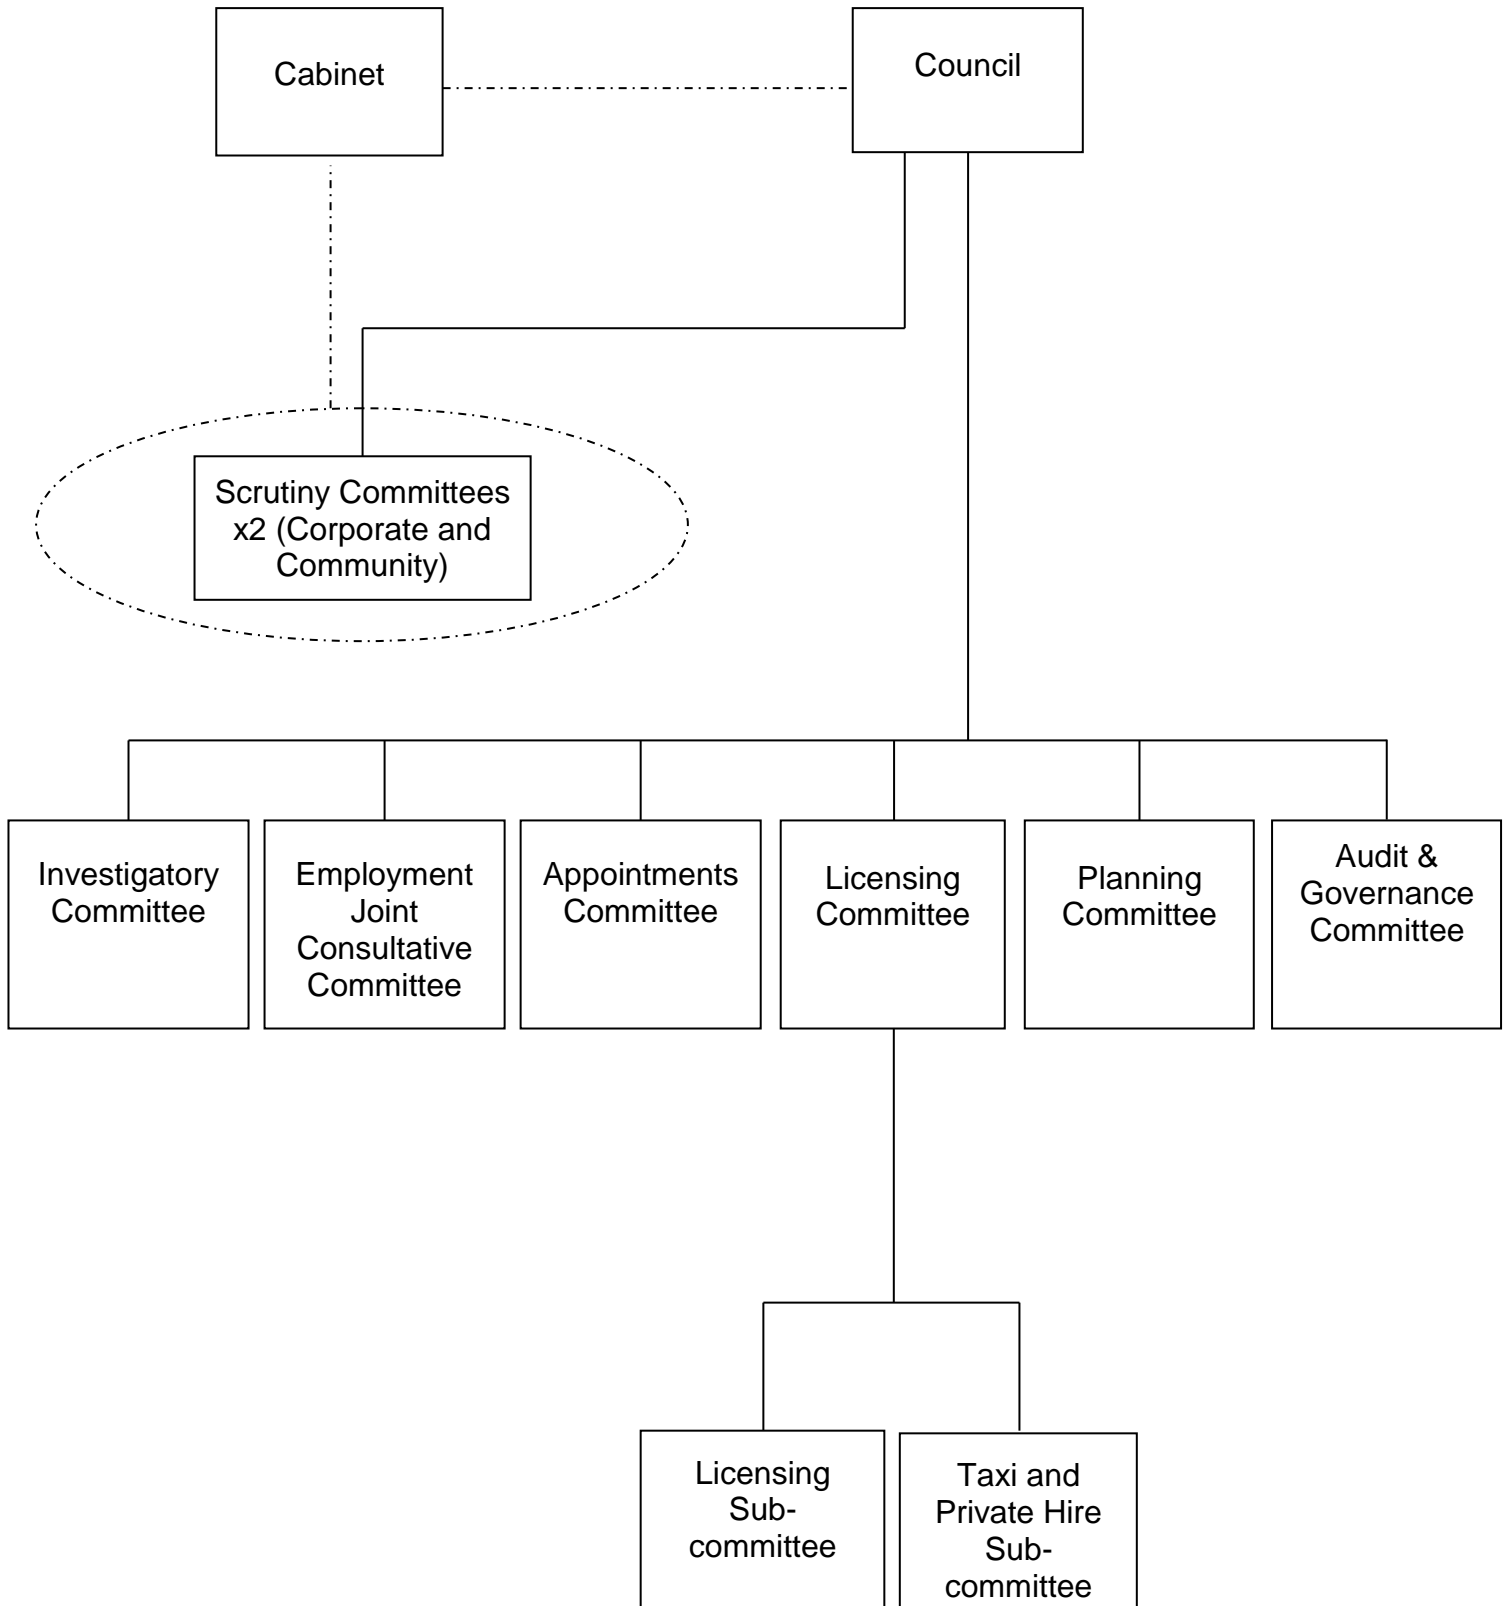 Cabinet
Council
Scrutiny Committees
x2 (Corporate and
Community)
Investigatory
Committee
Employment
Joint
Consultative
Committee
Appointments
Committee
Licensing
Committee
Planning
Committee
Audit &
Governance
Committee
Licensing
Sub-
committee
Taxi and
Private Hire
Sub-
committee